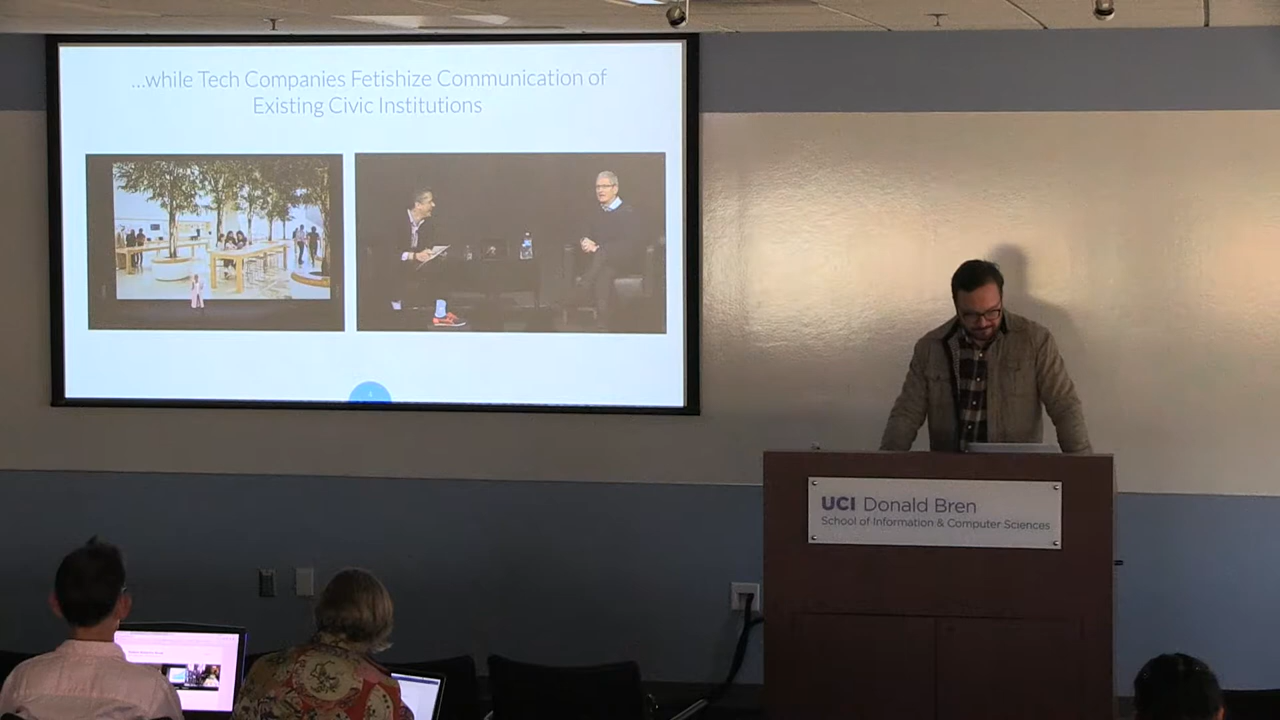 ...while Tech Companies Fetishize Communication of
Existing Civic Institutions
UCI Donald Bren
School of Information & Computer Sciences